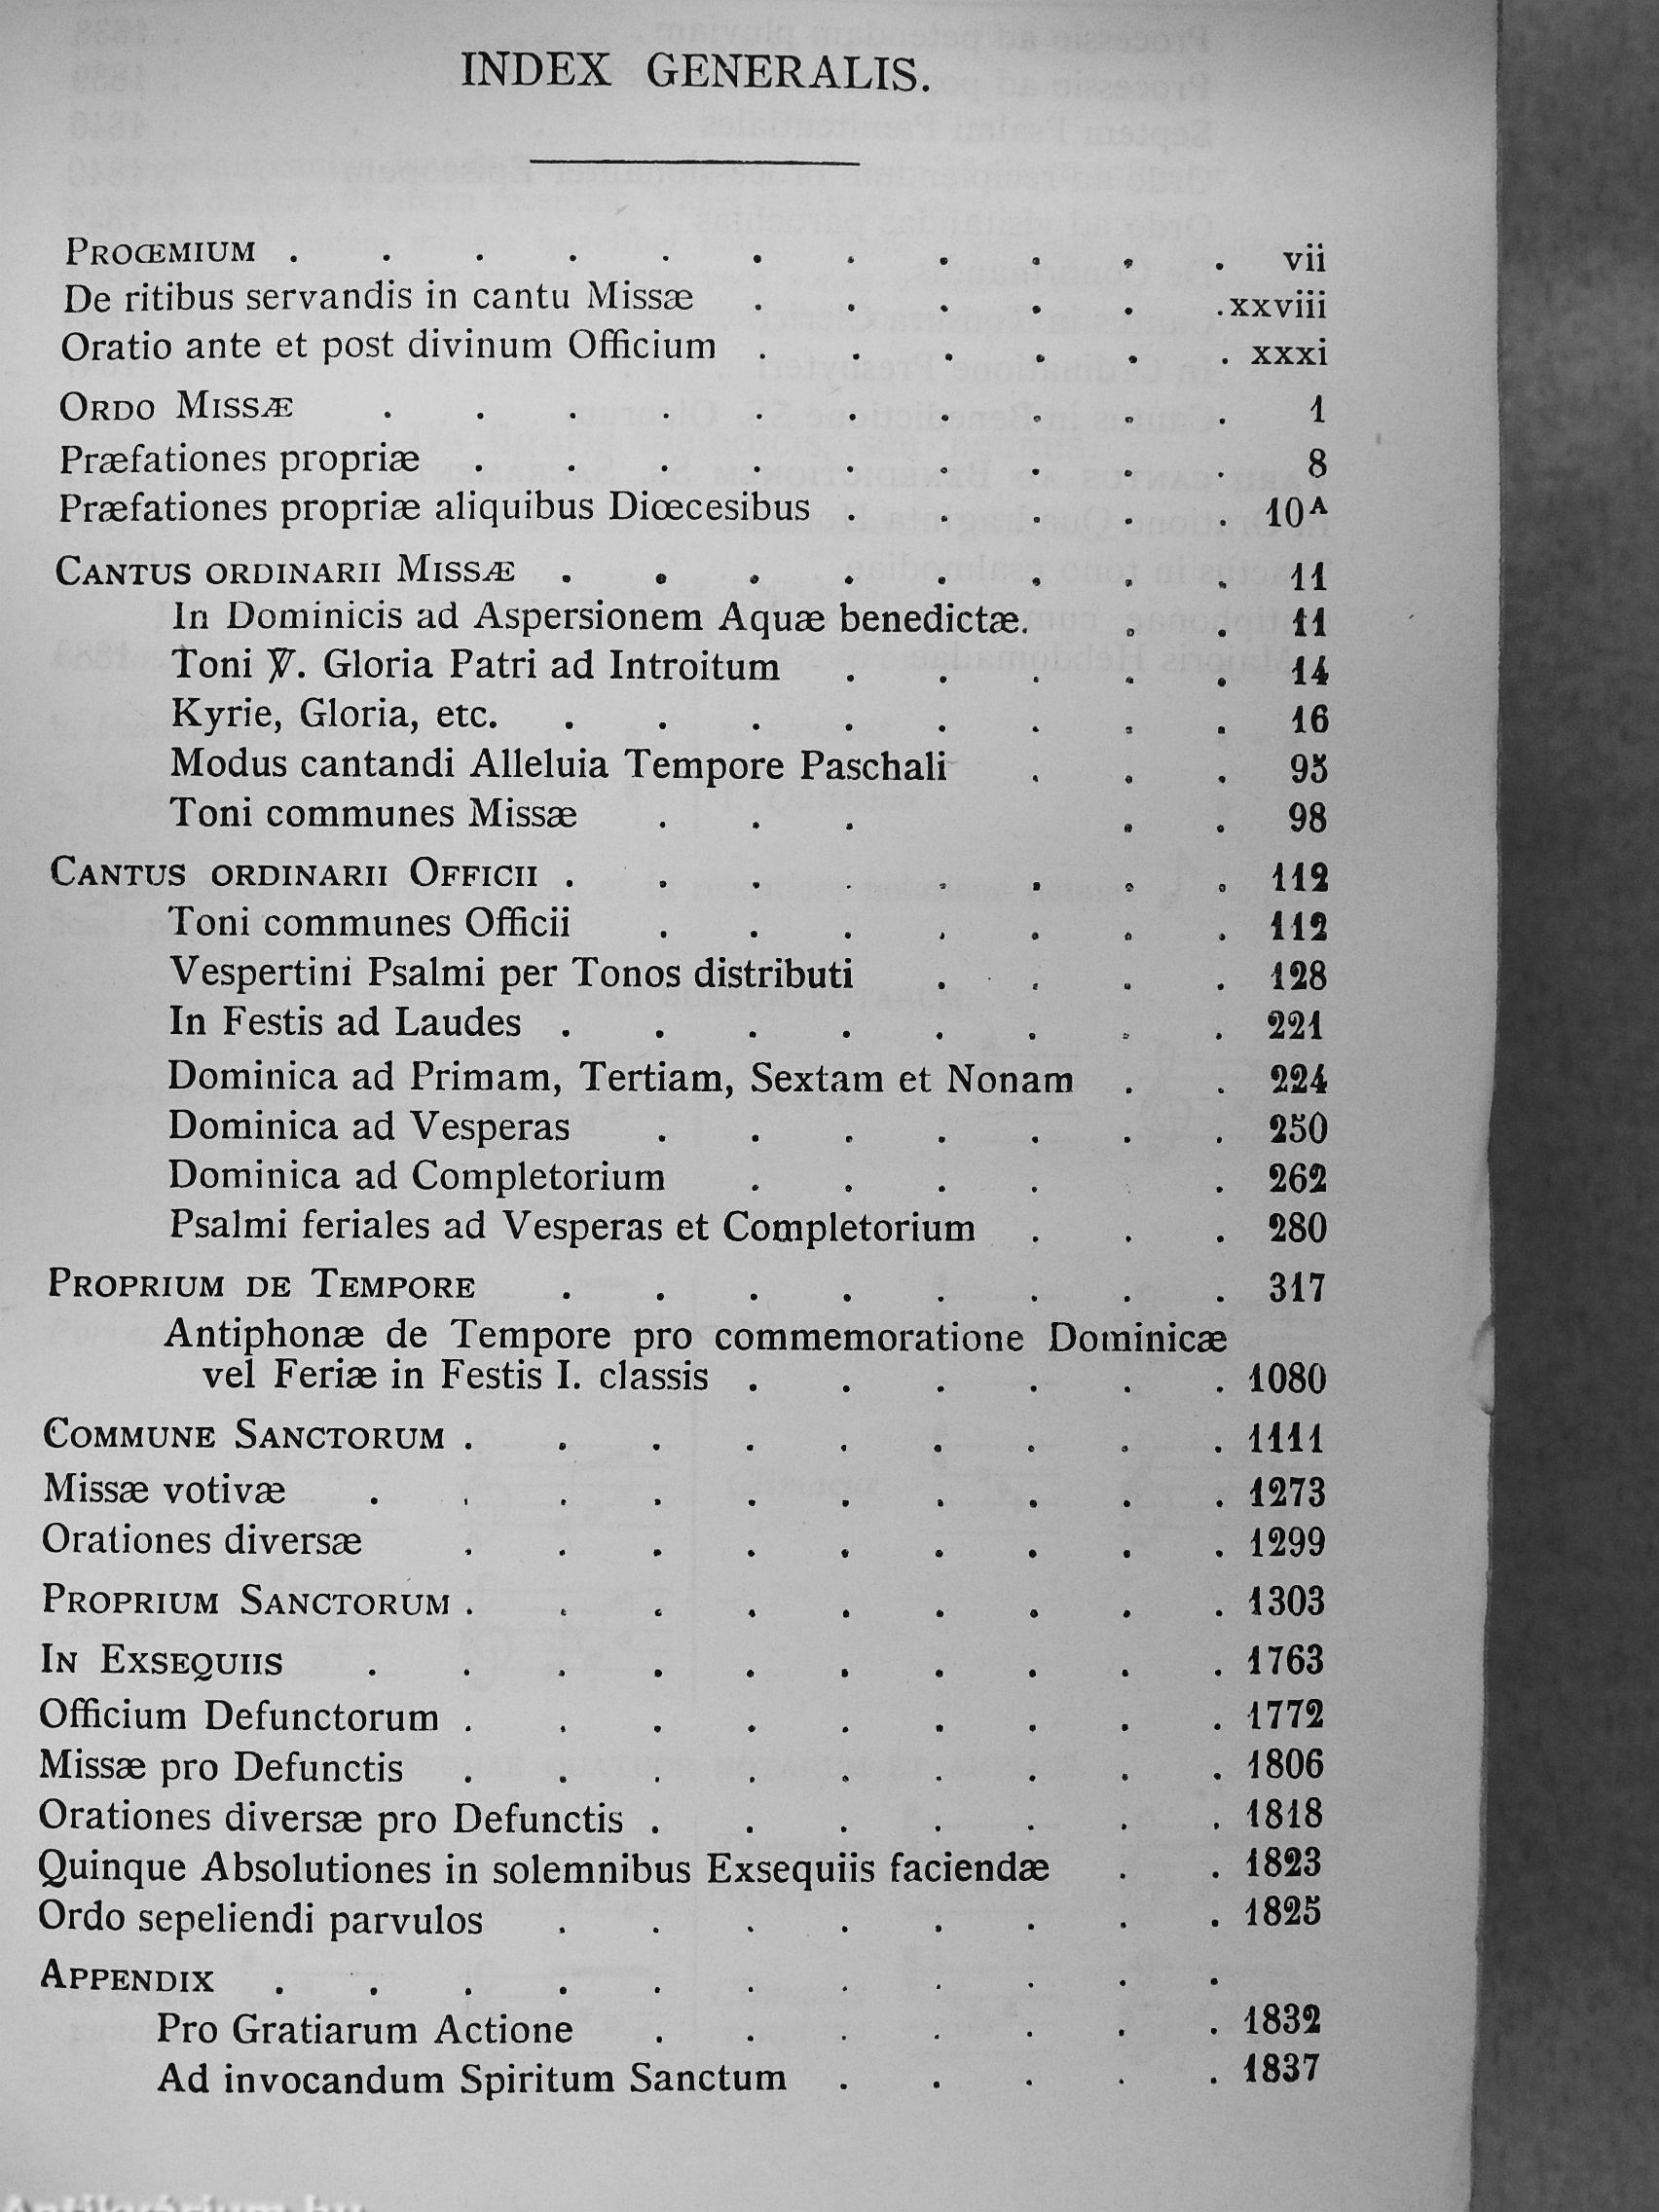 INDEX GENERALIS.
PROŒMIUM . . . . . . . . . . . vii
De ritibus servandis in cantu Missæ . . . . . . xxviii
Oratio ante et post divinum Officium . . . . . . xxxi
ORDO MISSÆ . . . . . . . . . . 1
Præfationes propriæ . . . . . . . . . 8
Præfationes propriæ aliquibus Diœcesibus . . . . . 10A
CANTUS ORDINARII MISSÆ . . . . . . . . 11
In Dominicis ad Aspersionem Aquæ benedictæ. . . 11
Toni ℣. Gloria Patri ad Introitum . . . . . 14
Kyrie, Gloria, etc. . . . . . . . . 16
Modus cantandi Alleluia Tempore Paschali . . . 95
Toni communes Missæ . . . . . 98
CANTUS ORDINARII OFFICII . . . . . . . . 112
Toni communes Officii . . . . . . . 112
Vespertini Psalmi per Tonos distributi . . . . 128
In Festis ad Laudes . . . . . . . . 221
Dominica ad Primam, Tertiam, Sextam et Nonam . . 224
Dominica ad Vesperas . . . . . . . 250
Dominica ad Completorium . . . . . . 262
Psalmi feriales ad Vesperas et Completorium . . . 280
PROPRIUM DE TEMPORE . . . . . . . . 317
Antiphonæ de Tempore pro commemoratione Dominicæ
vel Feriæ in Festis I. classis . . . . . . 1080
COMMUNE SANCTORUM . . . . . . . . . 1111
Missæ votivæ . . . . . . . . . . 1273
Orationes diversæ . . . . . . . . . 1299
PROPRIUM SANCTORUM . . . . . . . . . 1303
IN EXSEQUIIS . . . . . . . . . . 1763
Officium Defunctorum . . . . . . . . . 1772
Missæ pro Defunctis . . . . . . . . . 1806
Orationes diversæ pro Defunctis . . . . . . . 1818
Quinque Absolutiones in solemnibus Exsequiis faciendæ . . 1823
Ordo sepeliendi parvulos . . . . . . . . 1825
APPENDIX . . . . . . . . . . .
Pro Gratiarum Actione . . . . . . . 1832
Ad invocandum Spiritum Sanctum . . . . . 1837